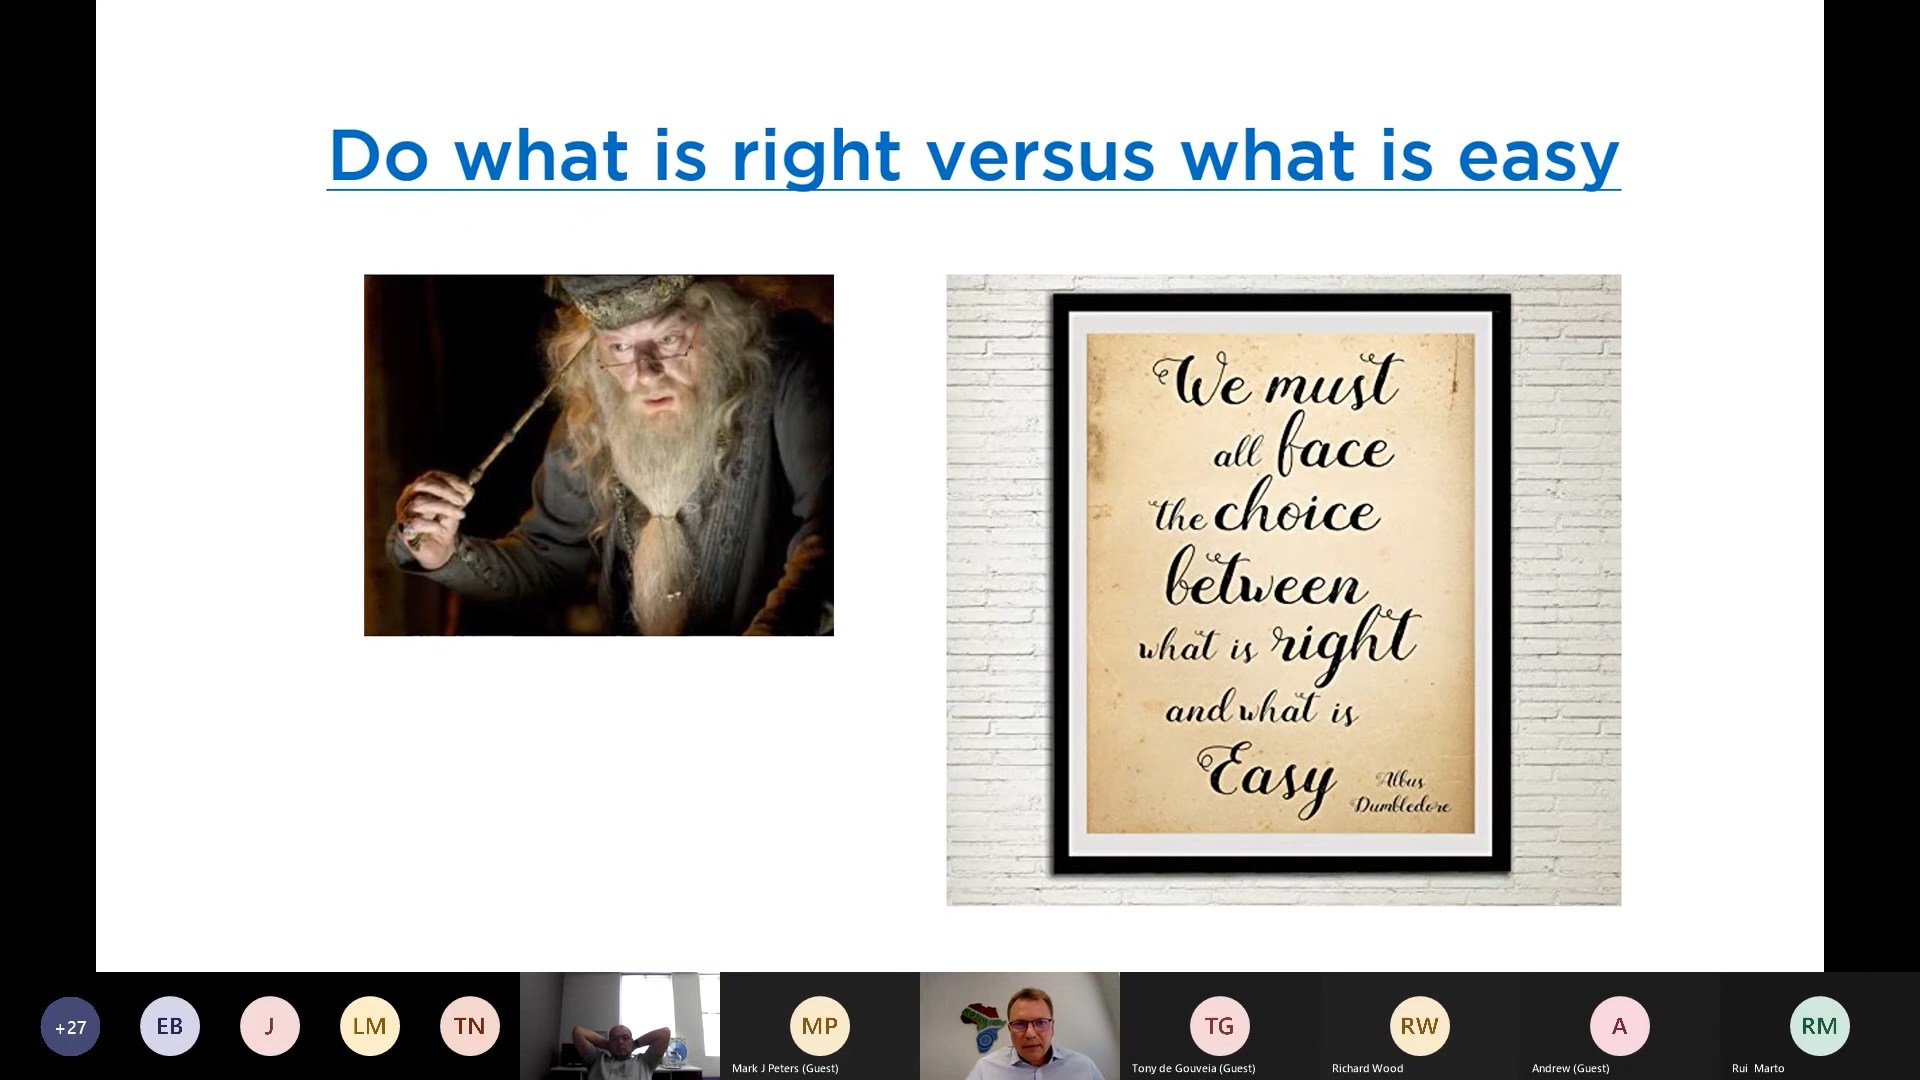 Do what is right versus what is easy
We must
all face
the choice
between
what is right
and what is
Easy
Albus
Dumbledore
+27
EB
J
LM
TN
MP
Mark J Peters (Guest)
TG
Tony de Gouveia (Guest)
RW
Richard Wood
A
Andrew (Guest)
RM
Rui Marto